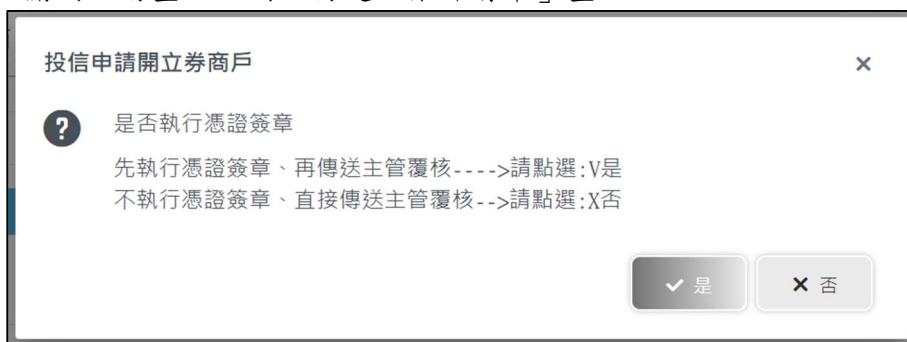 投信申請開立券商戶
是否執行憑證簽章
先執行憑證簽章、再傳送主管覆核---->請點選:V是
不執行憑證簽章、直接傳送主管覆核-->請點選:X否
是
否